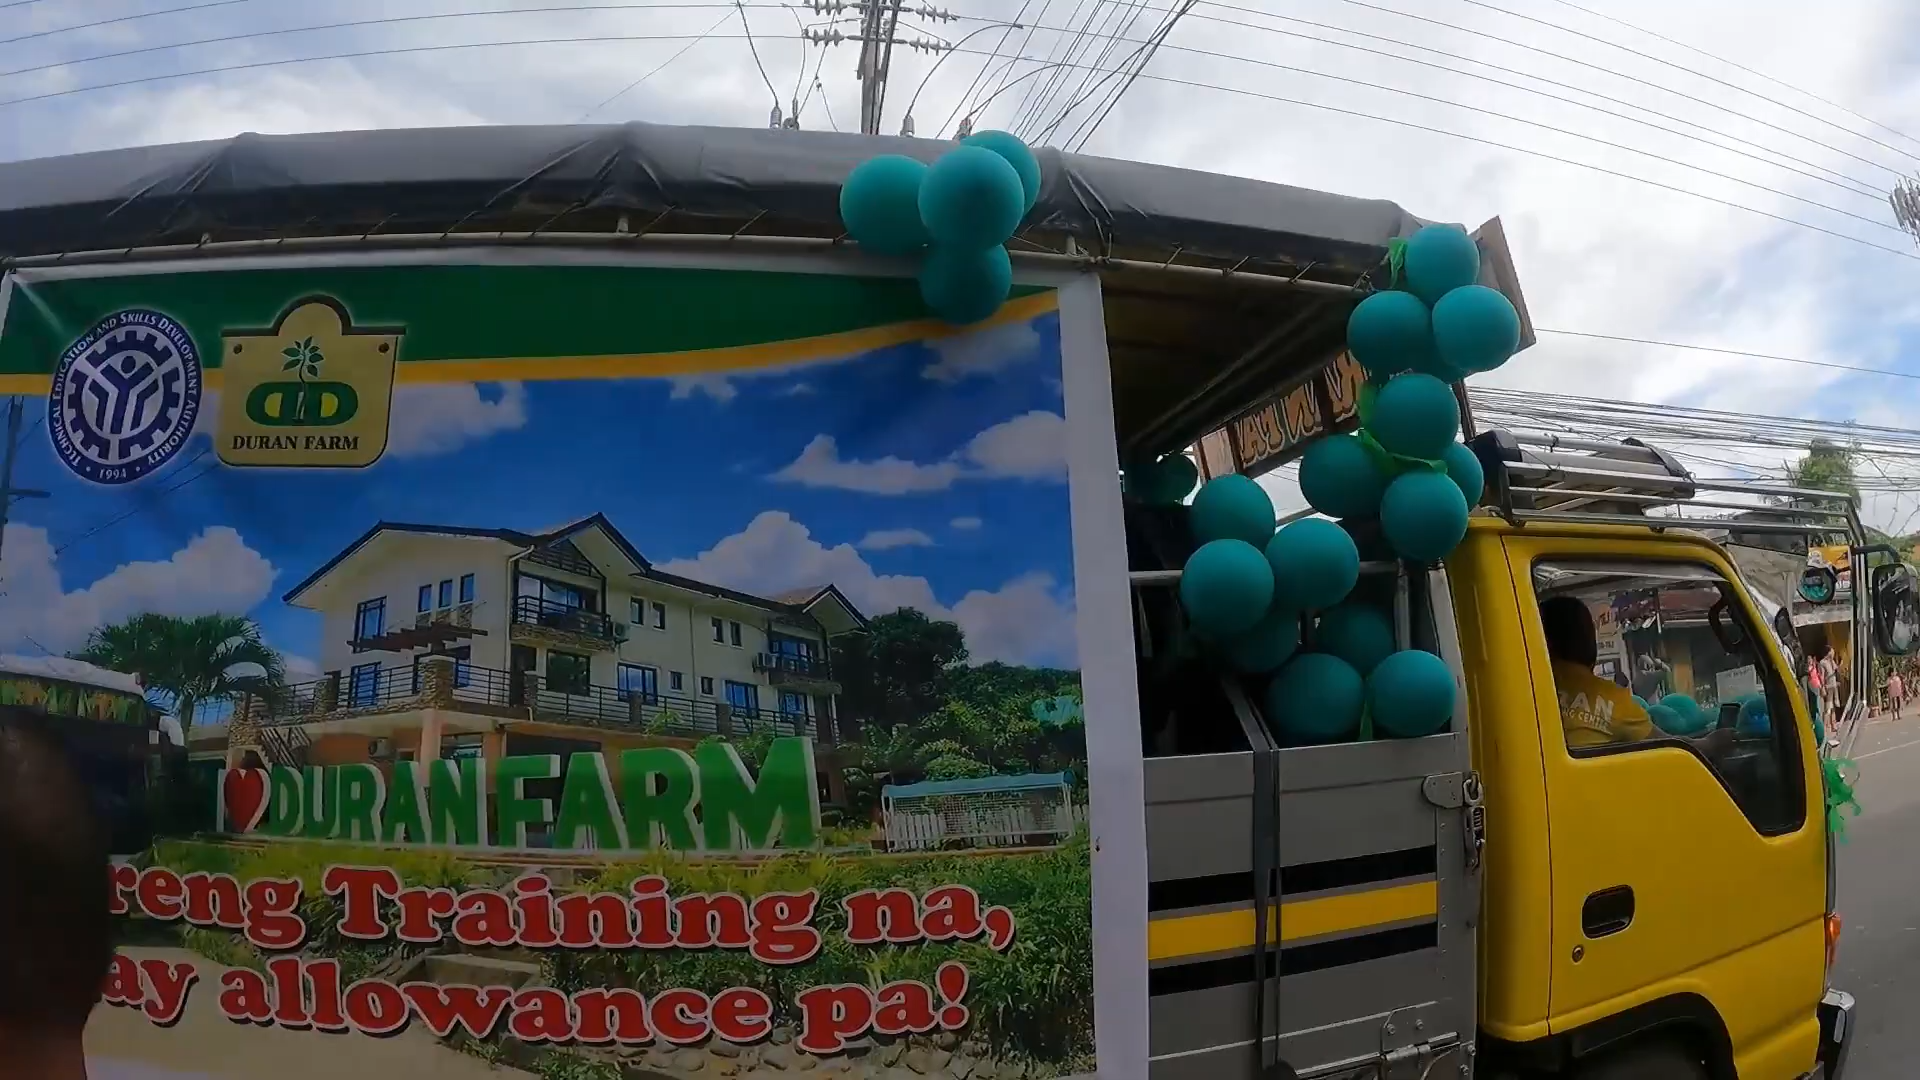 TECHNICAL EDUCATION AND SKILLS DEVELOPMENT AUTHORITY
1994
DURAN FARM
I ❤ DURAN FARM
reng Training na,
ay allowance pa!